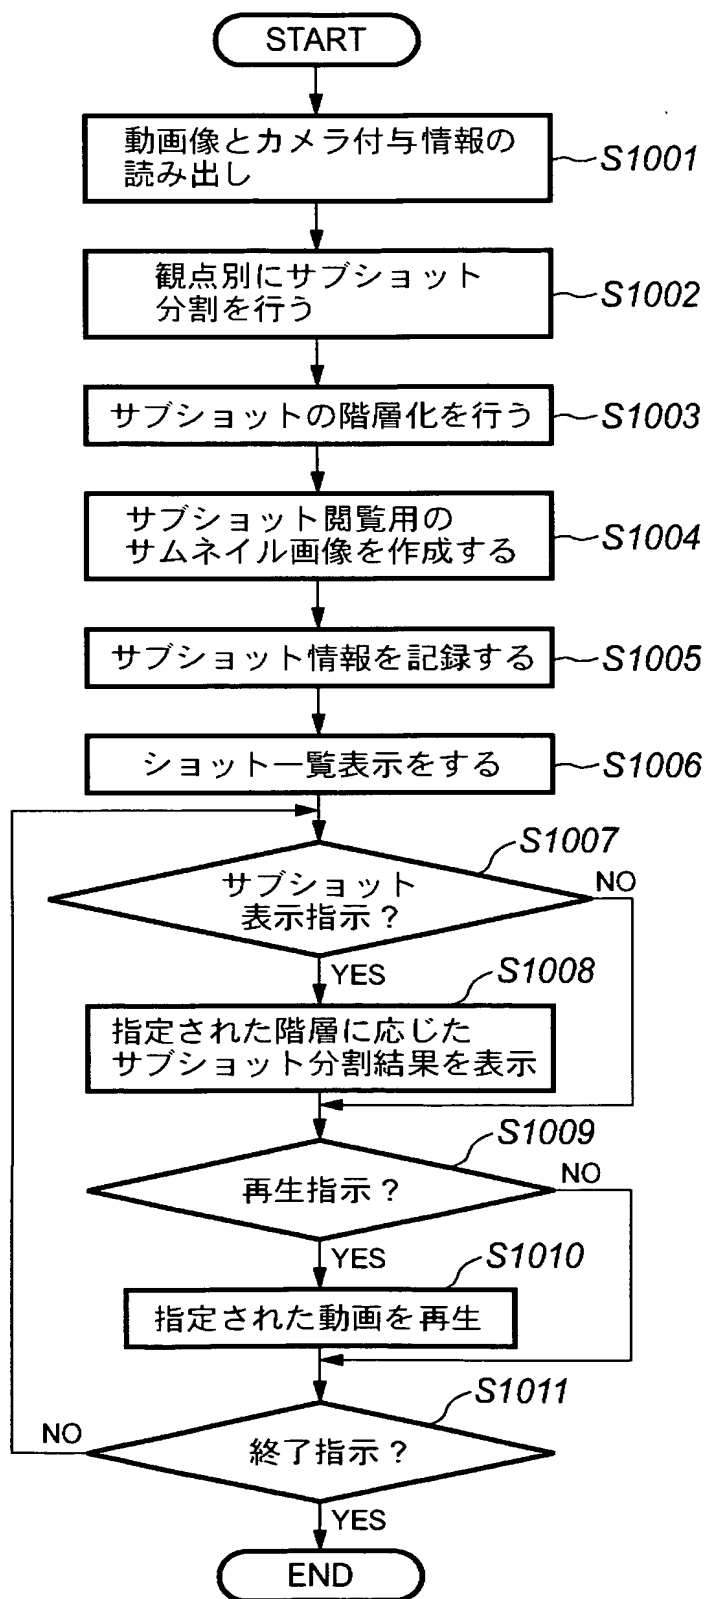 START
動画像とカメラ付与情報の
読み出し
S1001
観点別にサブショット
分割を行う
S1002
サブショットの階層化を行う
S1003
サブショット閲覧用の
サムネイル画像を作成する
S1004
サブショット情報を記録する
S1005
ショット一覧表示をする
S1006
S1007
サブショット
表示指示？
NO
YES
S1008
指定された階層に応じた
サブショット分割結果を表示
S1009
再生指示？
NO
YES
S1010
指定された動画を再生
S1011
終了指示？
NO
YES
END